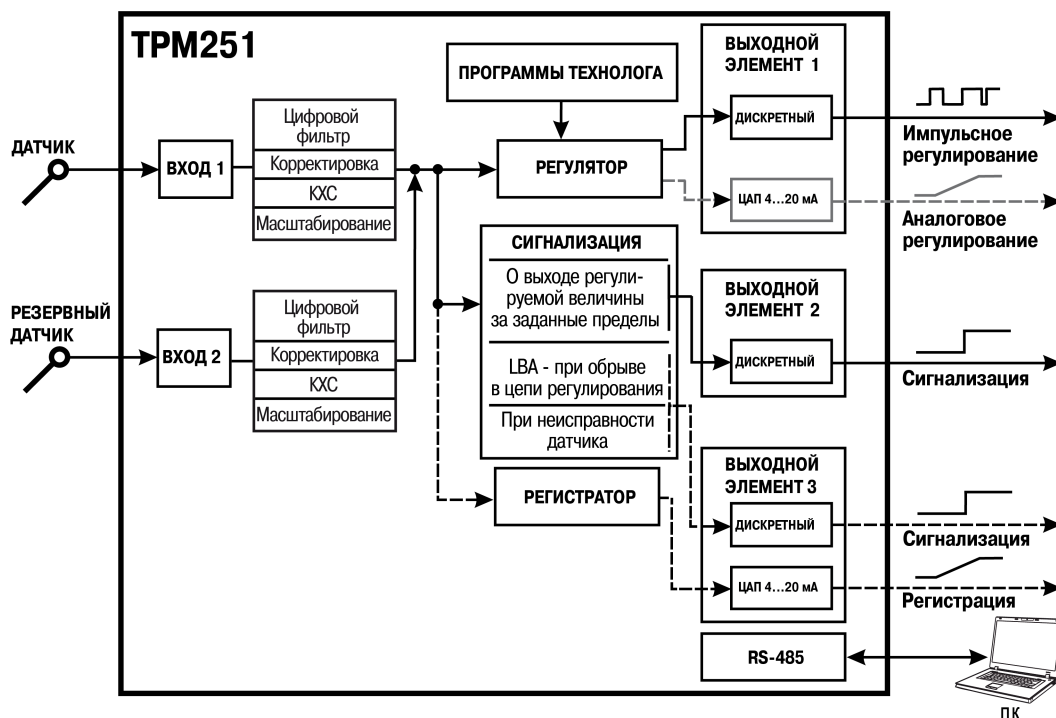 ТРМ251
ДАТЧИК
ВХОД 1
Цифровой
фильтр
Корректировка
КХС
Масштабирование
РЕЗЕРВНЫЙ
ДАТЧИК
ВХОД 2
Цифровой
фильтр
Корректировка
КХС
Масштабирование
ПРОГРАММЫ ТЕХНОЛОГА
РЕГУЛЯТОР
СИГНАЛИЗАЦИЯ
О выходе регули-
руемой величины
за заданные пределы
LBA - при обрыве
в цепи регулирования
При неисправности
датчика
РЕГИСТРАТОР
ВЫХОДНОЙ
ЭЛЕМЕНТ 1
ДИСКРЕТНЫЙ
ЦАП 4...20 мА
Импульсное
регулирование
Аналоговое
регулирование
ВЫХОДНОЙ
ЭЛЕМЕНТ 2
ДИСКРЕТНЫЙ
Сигнализация
ВЫХОДНОЙ
ЭЛЕМЕНТ 3
ДИСКРЕТНЫЙ
ЦАП 4...20 мА
Сигнализация
Регистрация
RS-485
ПК